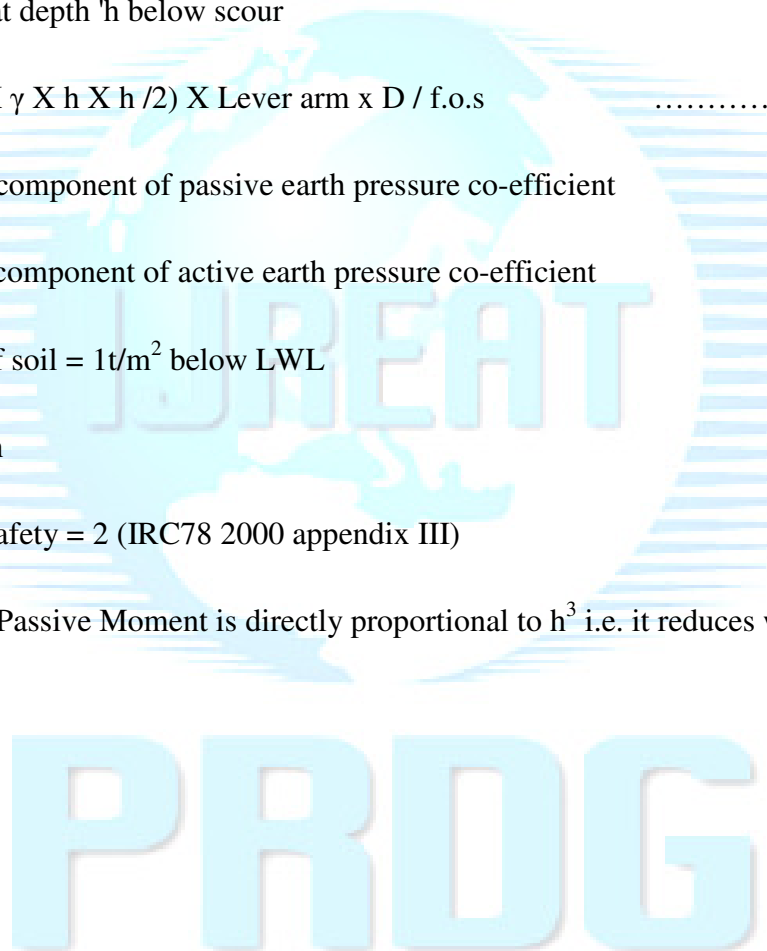 at depth 'h below scour
γ X h X h /2) X Lever arm x D / f.o.s …………
component of passive earth pressure co-efficient
component of active earth pressure co-efficient
soil = 1t/m² below LWL
IJREAT
afety = 2 (IRC78 2000 appendix III)
Passive Moment is directly proportional to h³ i.e. it reduces
PRDG